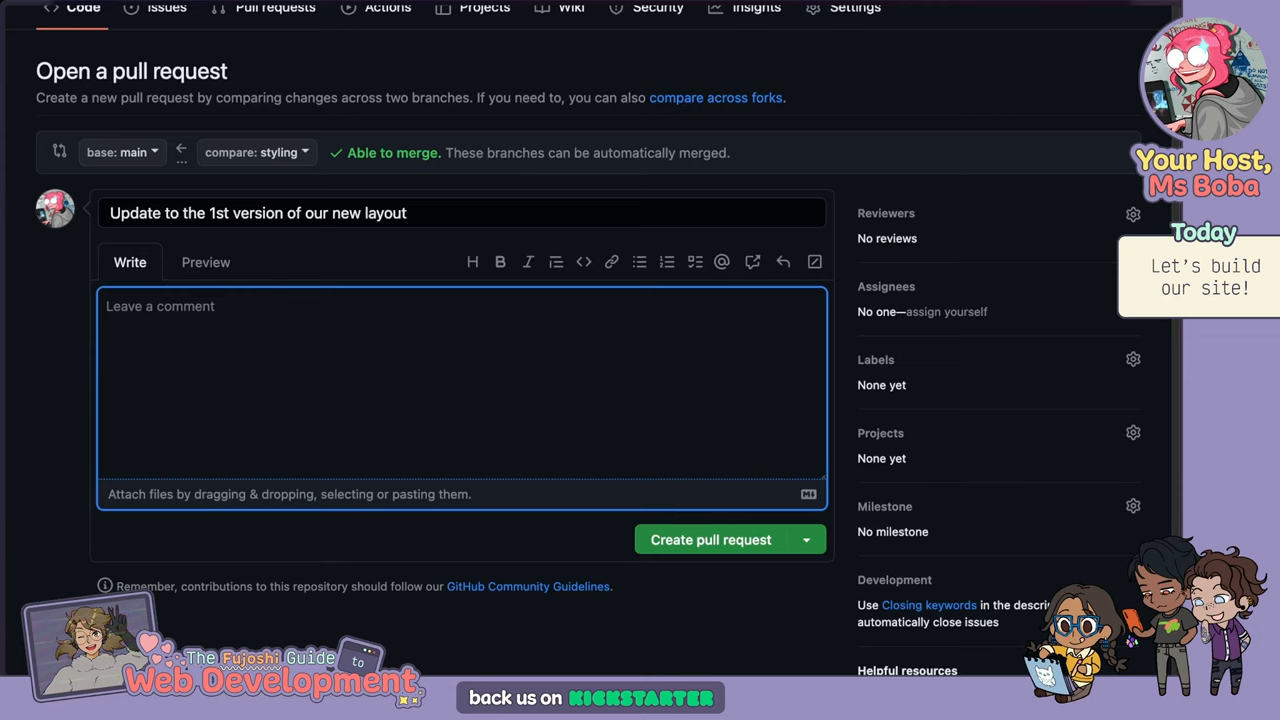 Code Issues Pull requests Actions Projects Wiki Security Insights Settings
Open a pull request
Create a new pull request by comparing changes across two branches. If you need to, you can also compare across forks.
base: main
compare: styling
Able to merge. These branches can be automatically merged.
Update to the 1st version of our new layout
Write
Preview
Leave a comment
Attach files by dragging & dropping, selecting or pasting them.
Create pull request
Remember, contributions to this repository should follow our GitHub Community Guidelines.
Reviewers
No reviews
Assignees
No one—assign yourself
Labels
None yet
Projects
None yet
Milestone
No milestone
Development
Use Closing keywords in the descri
automatically close issues
Helpful resources
Your Host,
Ms Boba
Today
Let's build
our site!
The Fujoshi Guide to
Web Development
back us on KICKSTARTER